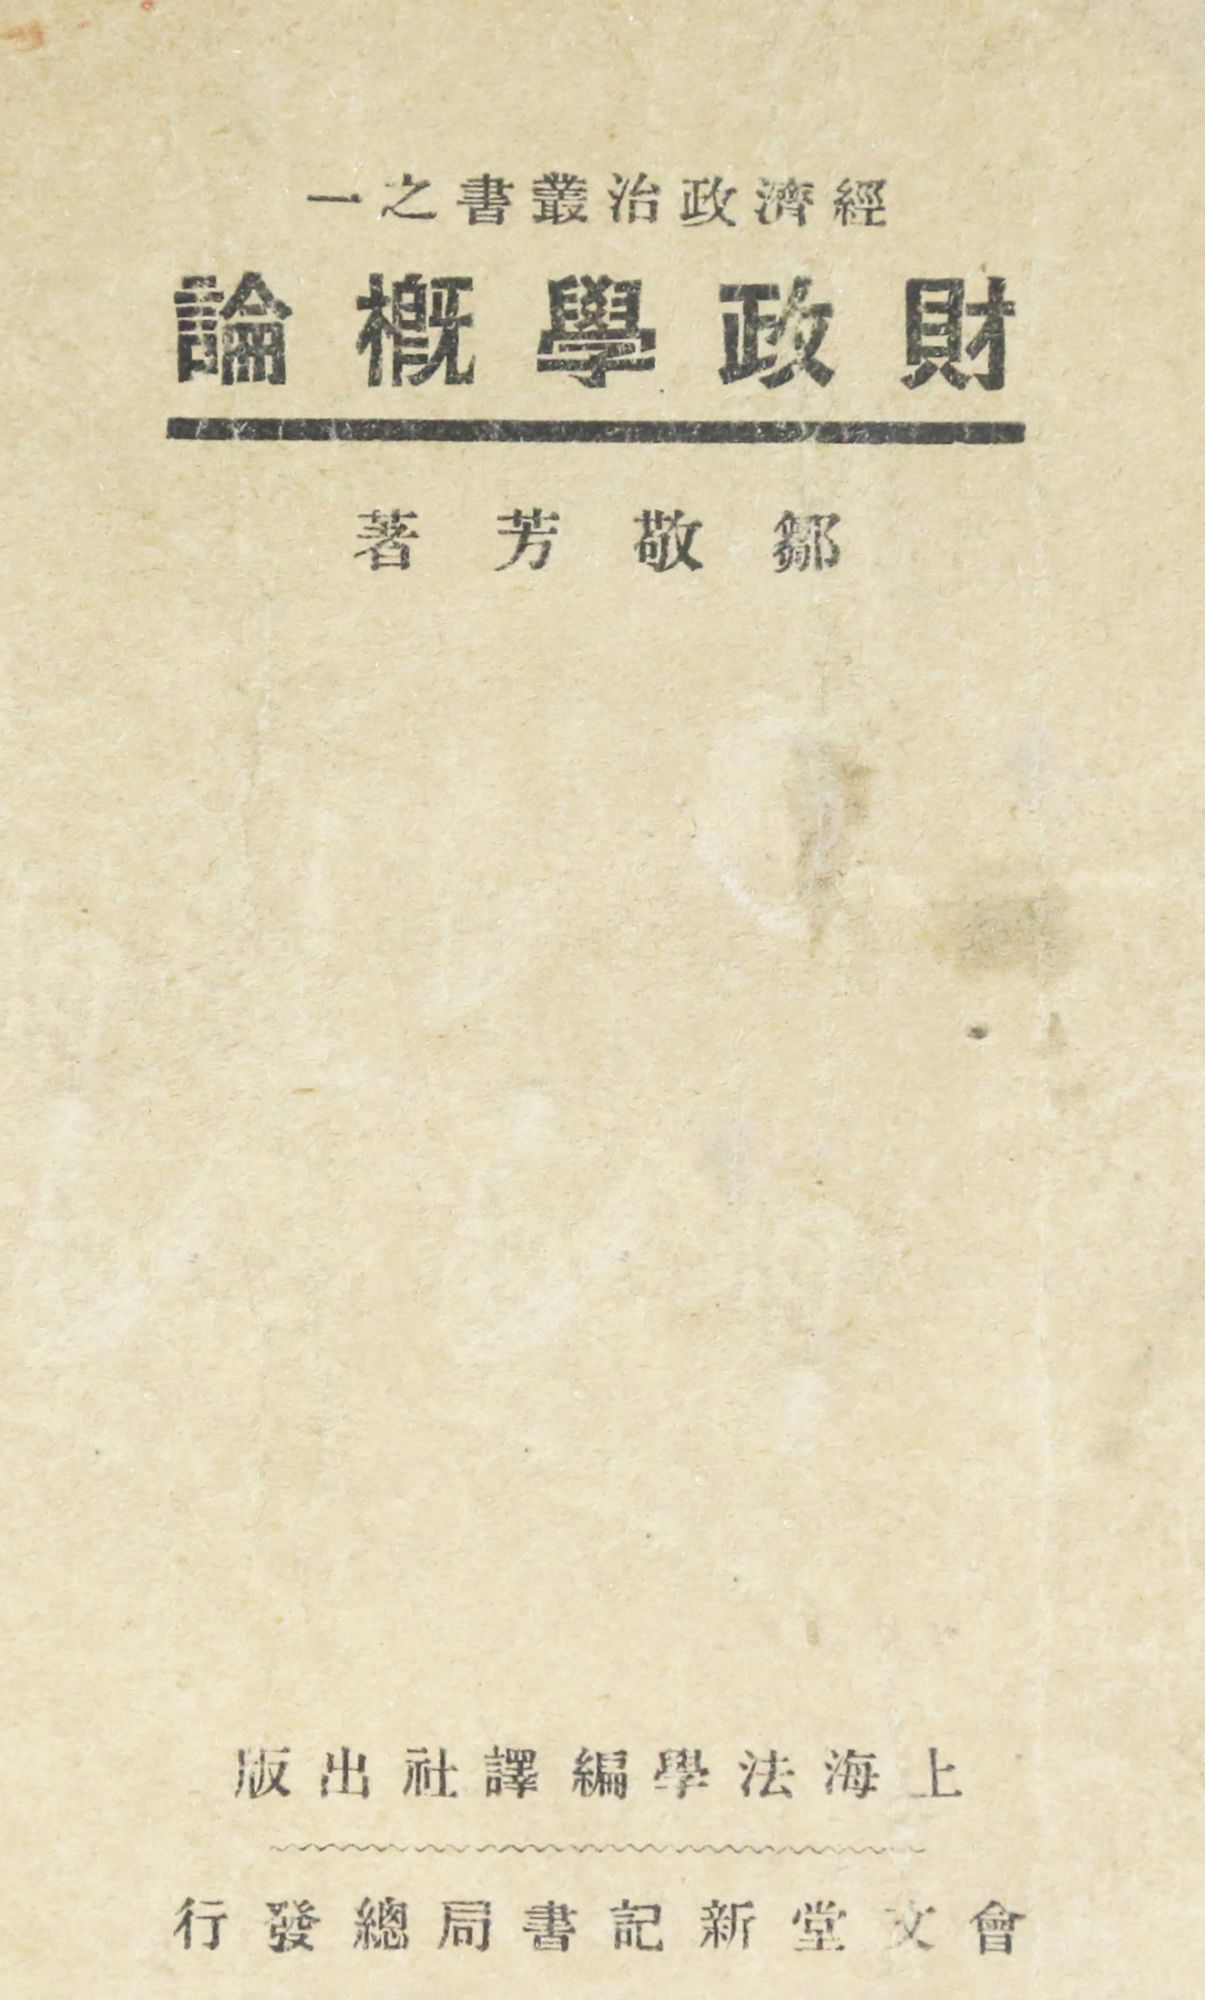 經濟政治叢書之一
財政學概論
鄒敬芳著
上海法學編譯社出版
會文堂新記書局總發行